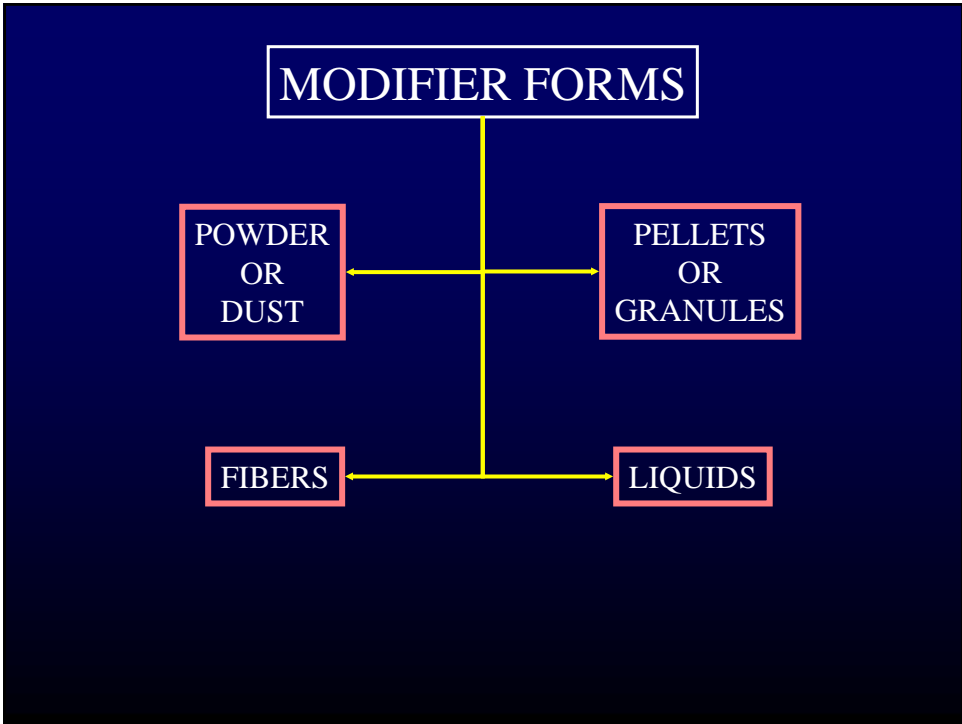 MODIFIER FORMS
POWDER
OR
DUST
PELLETS
OR
GRANULES
FIBERS
LIQUIDS